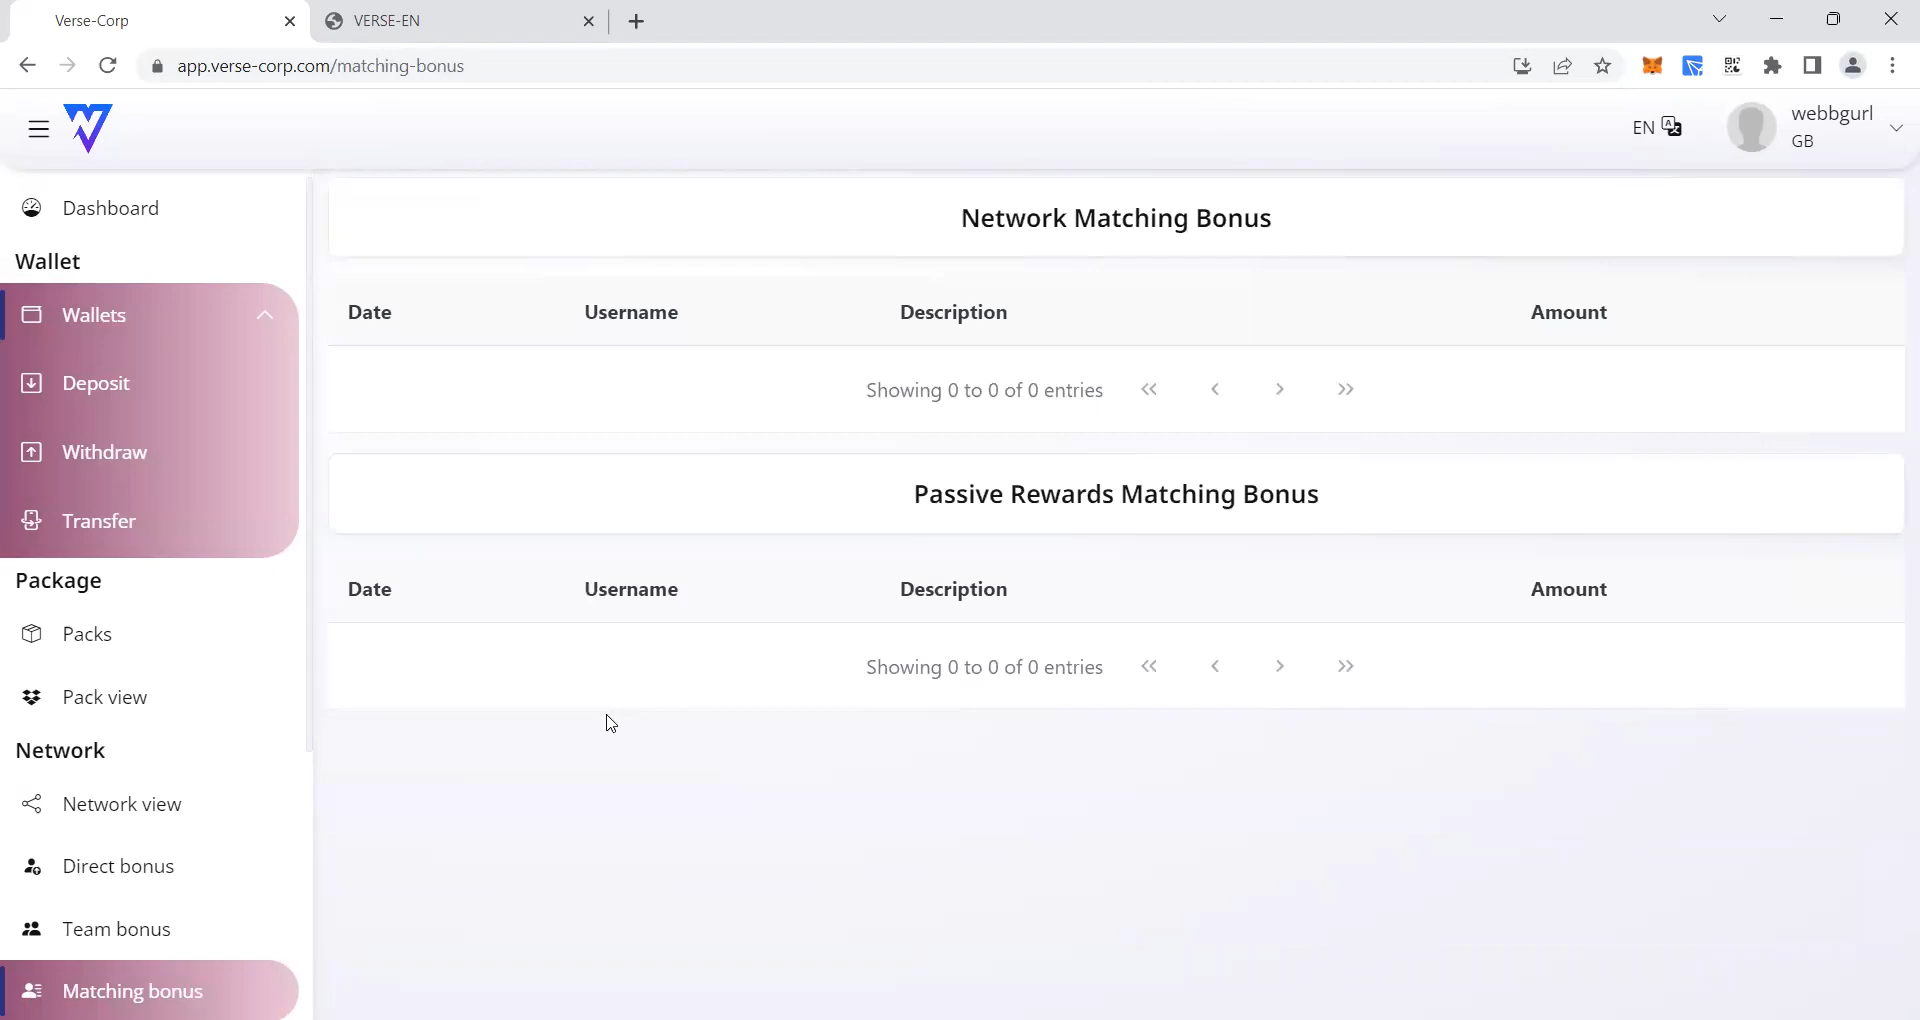 Verse-Corp
VERSE-EN
app.verse-corp.com/matching-bonus
EN
webbgurl
GB
Dashboard
Wallet
Wallets
Deposit
Withdraw
Transfer
Package
Packs
Pack view
Network
Network view
Direct bonus
Team bonus
Matching bonus
Network Matching Bonus
Date Username Description Amount
Showing 0 to 0 of 0 entries « ‹ › »
Passive Rewards Matching Bonus
Date Username Description Amount
Showing 0 to 0 of 0 entries « ‹ › »